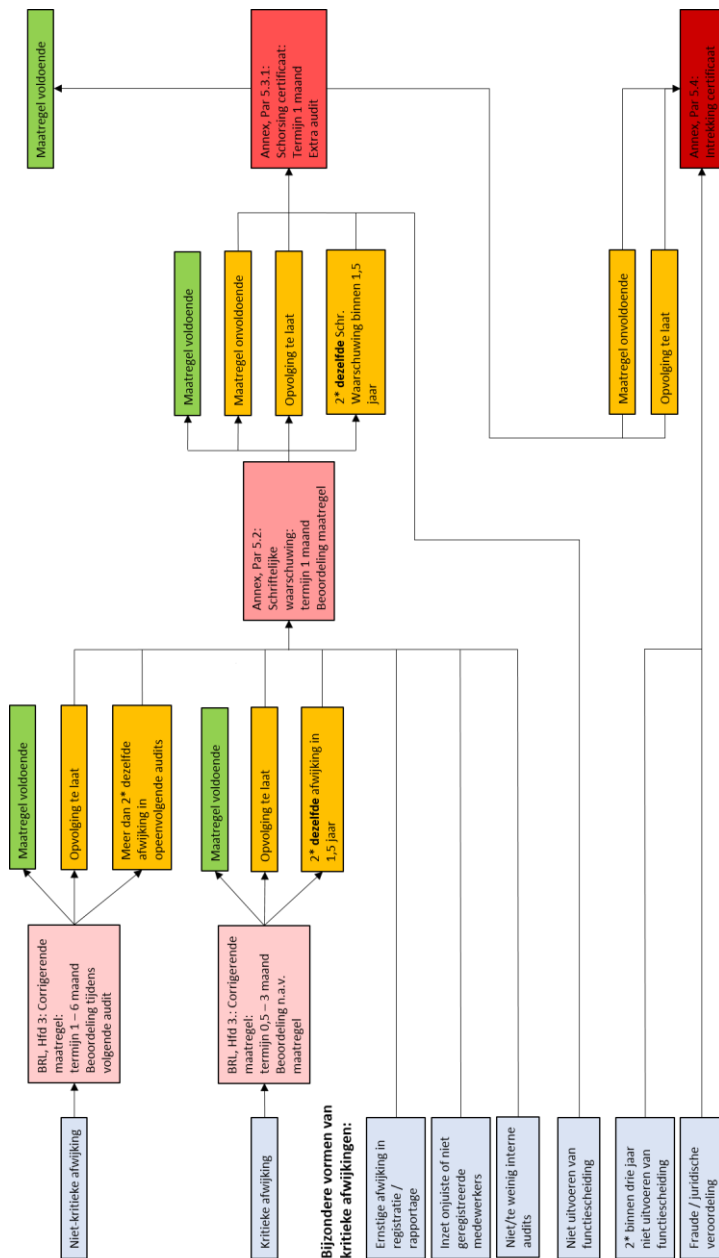 Niet-kritieke afwijking
BRL, Hfd 3: Corrigerende
maatregel:
termijn 1 – 6 maand
Beoordeling tijdens
volgende audit
Maatregel voldoende
Opvolging te laat
Meer dan 2* dezelfde
afwijking in
opeenvolgende audits
Kritieke afwijking
BRL, Hfd 3.: Corrigerende
maatregel:
termijn 0,5 – 3 maand
Beoordeling n.a.v.
maatregel
Maatregel voldoende
Opvolging te laat
2* dezelfde afwijking in
1,5 jaar
Bijzondere vormen van
kritieke afwijkingen:
Ernstige afwijking in
registratie /
rapportage
Inzet onjuiste of niet
geregistreerde
medewerkers
Niet/te weinig interne
audits
Niet uitvoeren van
functiescheiding
2* binnen drie jaar
niet uitvoeren van
functiescheiding
Fraude / juridische
veroordeling
Annex, Par 5.2:
Schriftelijke
waarschuwing:
termijn 1 maand
Beoordeling maatregel
Maatregel voldoende
Maatregel onvoldoende
Opvolging te laat
2* dezelfde Schr.
Waarschuwing binnen 1,5
jaar
Annex, Par 5.3.1:
Schorsing certificaat:
Termijn 1 maand
Extra audit
Maatregel voldoende
Maatregel onvoldoende
Opvolging te laat
Annex, Par 5.4:
Intrekking certificaat